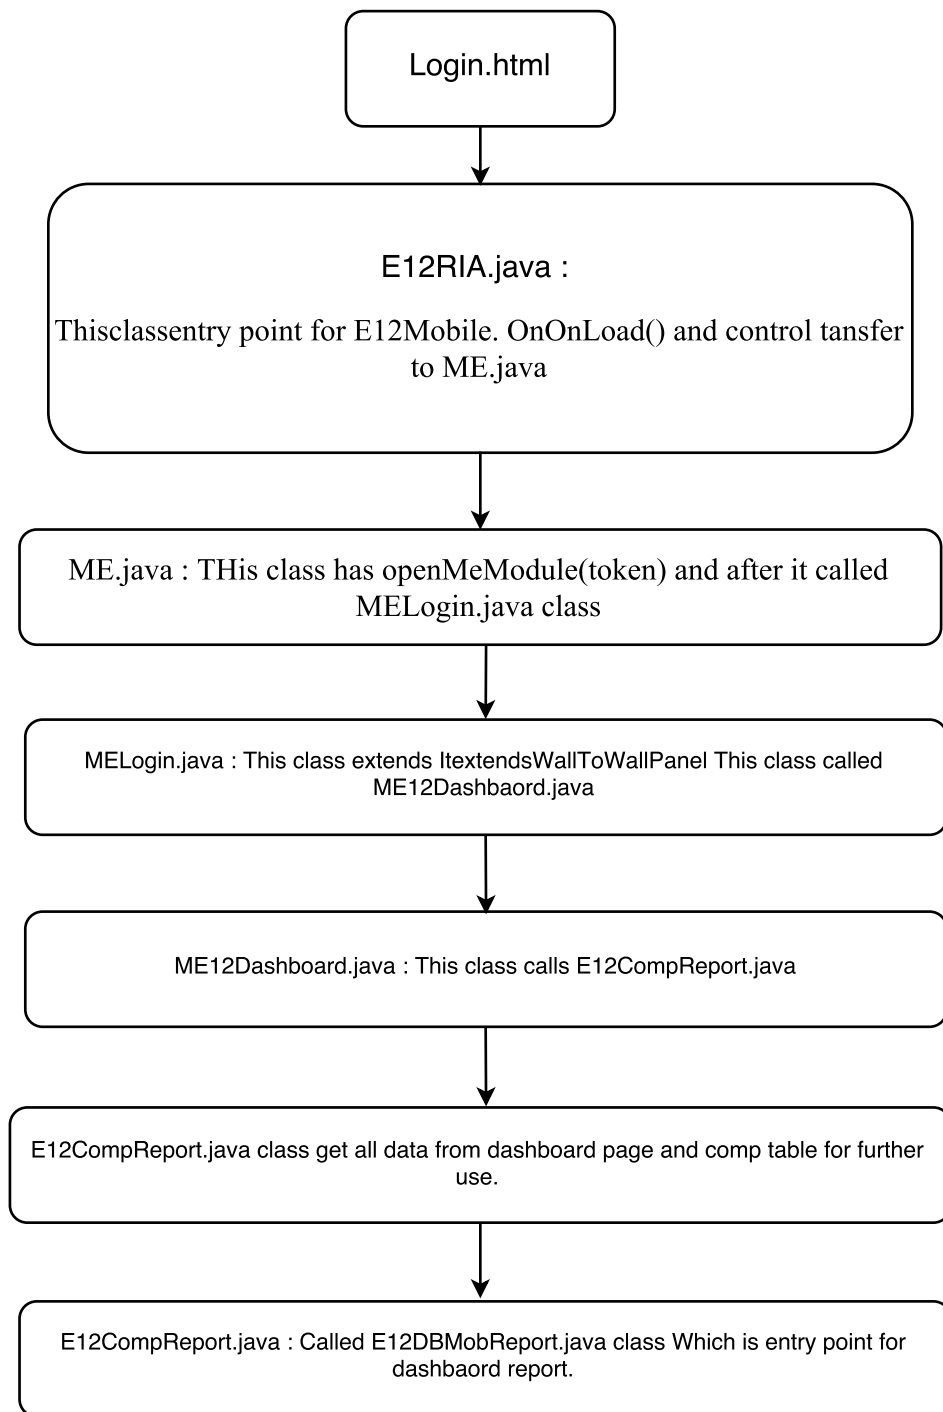 Login.html
E12RIA.java :
Thisclassentry point for E12Mobile. OnOnLoad() and control tansfer
to ME.java
ME.java : THis class has openMeModule(token) and after it called
MELogin.java class
MELogin.java : This class extends ItextendsWallToWallPanel This class called
ME12Dashbaord.java
ME12Dashboard.java : This class calls E12CompReport.java
E12CompReport.java class get all data from dashboard page and comp table for further
use.
E12CompReport.java : Called E12DBMobReport.java class Which is entry point for
dashbaord report.